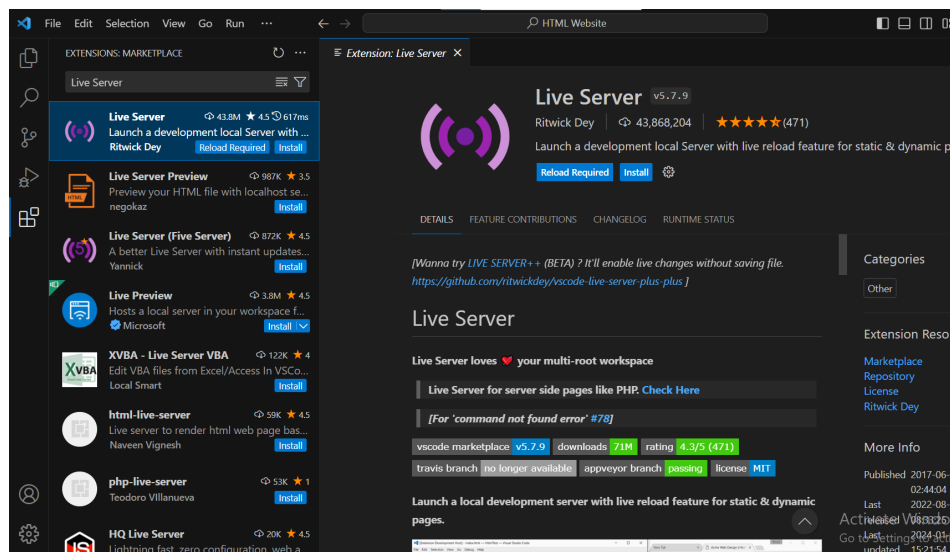 File Edit Selection View Go Run ···
HTML Website
EXTENSIONS: MARKETPLACE
Live Server
Live Server 43.8M 4.5 617ms
Launch a development local Server with ...
Ritwick Dey Reload Required Install
Live Server Preview 987K 3.5
Preview your HTML file with localhost se...
negokaz Install
Live Server (Five Server) 872K 4.5
A better Live Server with instant updates...
Yannick Install
Live Preview 3.8M 4.5
Hosts a local server in your workspace f...
Microsoft Install
XVBA
XVBA - Live Server VBA 122K 4
Edit VBA files from Excel/Access In VSCo...
Local Smart Install
html-live-server 59K 4.5
Live server to render html web page bas...
Naveen Vignesh Install
php-live-server 53K 1
Teodoro VIllanueva Install
JS
HQ Live Server 20K 4.5
Lightning fast, zero configuration, web a...
Extension: Live Server
Live Server v5.7.9
Ritwick Dey 43,868,204 (471)
Launch a development local Server with live reload feature for static & dynamic p
Reload Required Install
DETAILS FEATURE CONTRIBUTIONS CHANGELOG RUNTIME STATUS
[Wanna try LIVE SERVER++ (BETA) ? It'll enable live changes without saving file.
https://github.com/ritwickdey/vscode-live-server-plus-plus ]
Live Server
Live Server loves ❤️ your multi-root workspace
Live Server for server side pages like PHP. Check Here
[For 'command not found error' #78]
vscode marketplace v5.7.9 downloads 71M rating 4.3/5 (471)
travis branch no longer available appveyor branch passing license MIT
Launch a local development server with live reload feature for static & dynamic
pages.
Categories
Other
Extension Reso
Marketplace
Repository
License
Ritwick Dey
More Info
Published 2017-06-
02:44:04
Last 2022-08-
released
updated 15:21:54